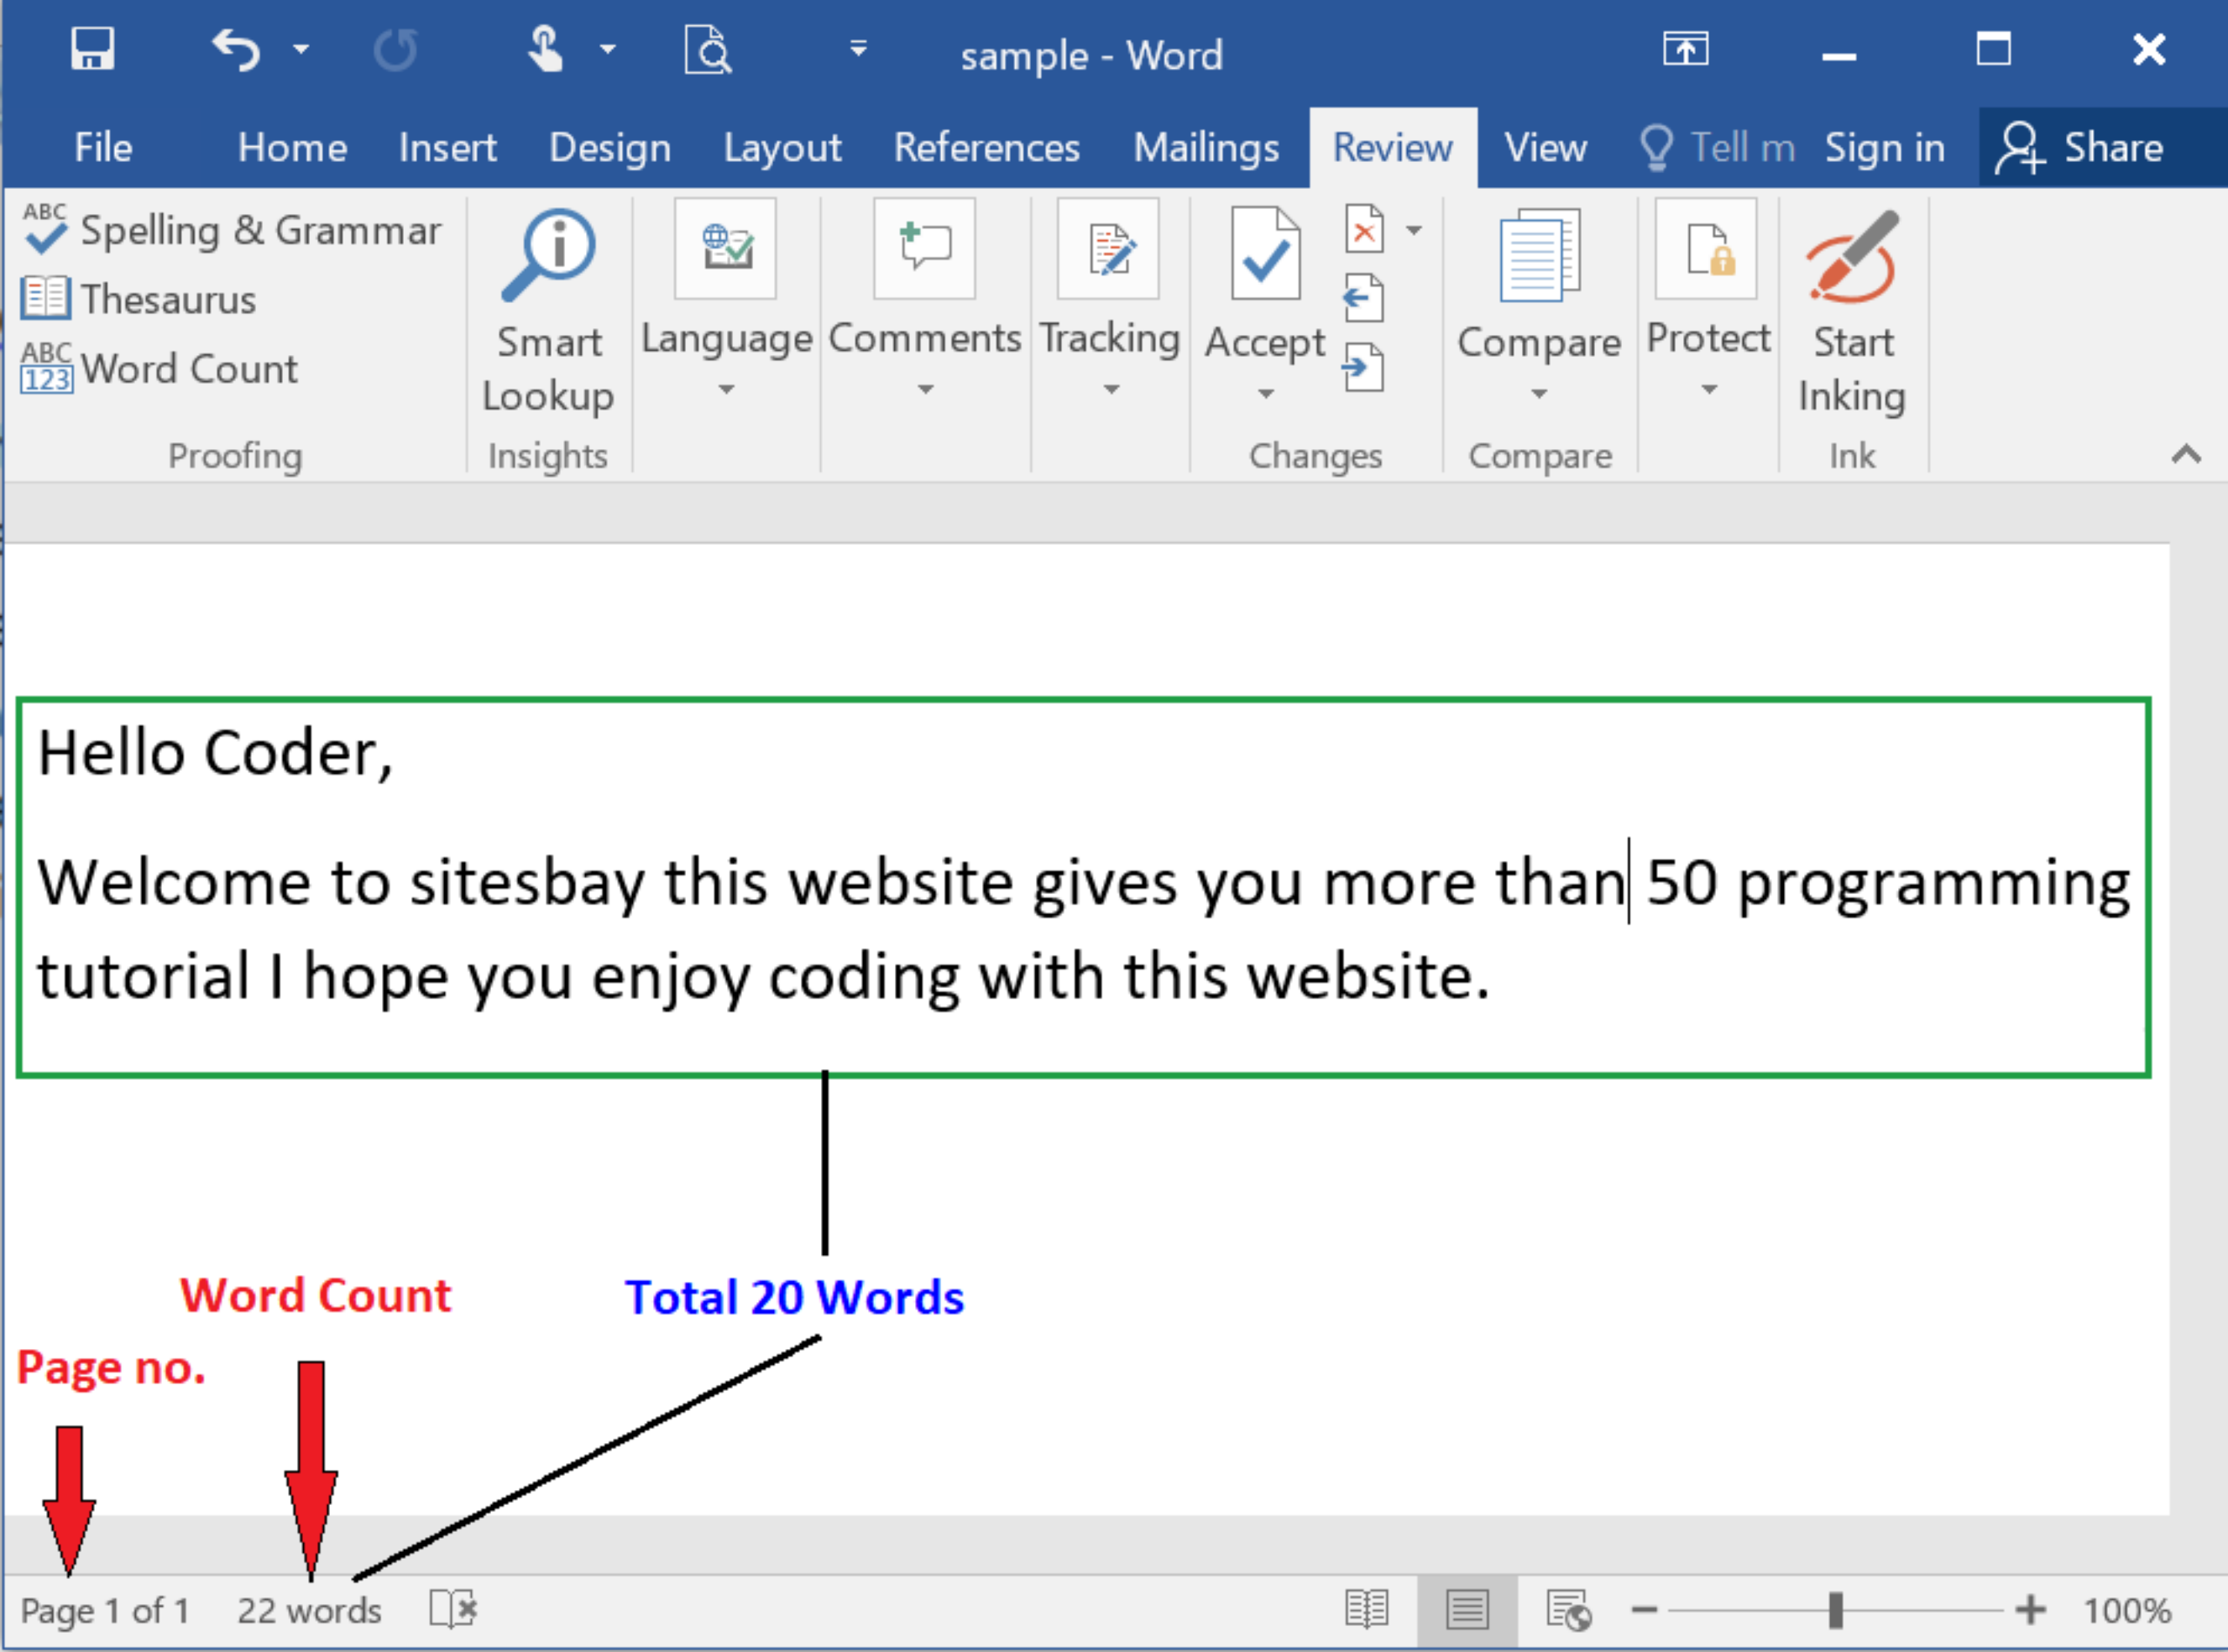 sample - Word
File Home Insert Design Layout References Mailings Review View Tell m Sign in Share
ABC Spelling & Grammar
Thesaurus
ABC 123 Word Count
Proofing
Smart
Lookup
Insights
Language
Comments
Tracking
Accept
Changes
Compare
Compare
Protect
Start
Inking
Ink
Hello Coder,
Welcome to sitesbay this website gives you more than 50 programming
tutorial I hope you enjoy coding with this website.
Word Count
Total 20 Words
Page no.
Page 1 of 1 22 words 100%